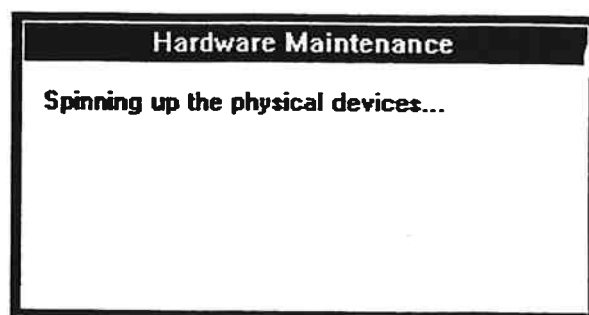 Hardware Maintenance
Spinning up the physical devices...